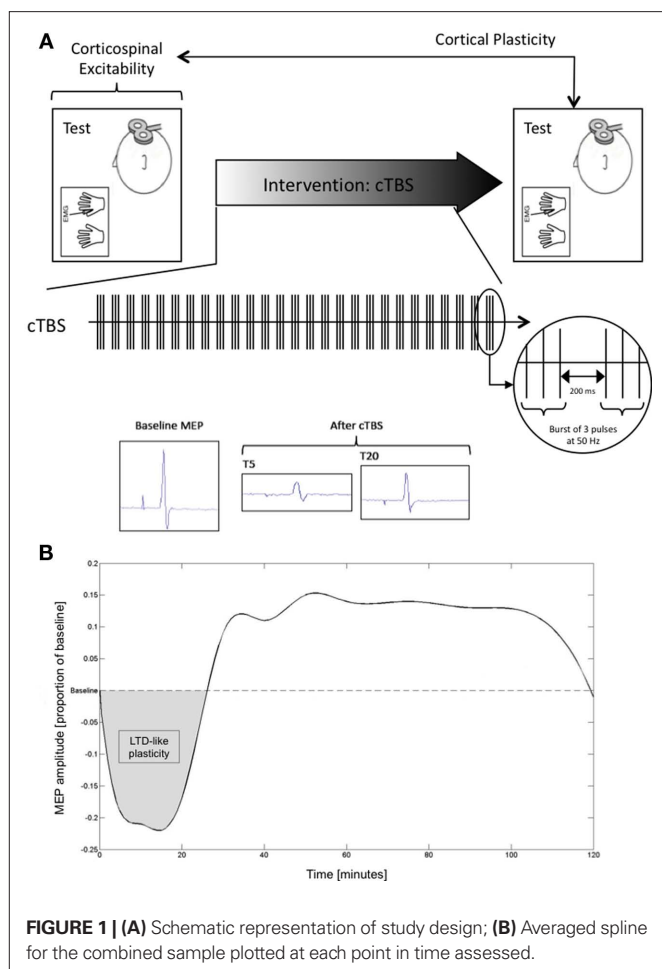 A
Corticospinal
Excitability
Cortical Plasticity
Test
EMG
Intervention: cTBS
Test
EMG
cTBS
200 ms
Burst of 3 pulses
at 50 Hz
Baseline MEP
After cTBS
T5
T20
B
MEP amplitude [proportion of baseline]
0.2
0.15
0.1
0.05
Baseline
-0.05
-0.1
-0.15
-0.2
-0.25
LTD-like
plasticity
0
20
40
60
80
100
120
Time [minutes]
FIGURE 1 | (A) Schematic representation of study design; (B) Averaged spline
for the combined sample plotted at each point in time assessed.